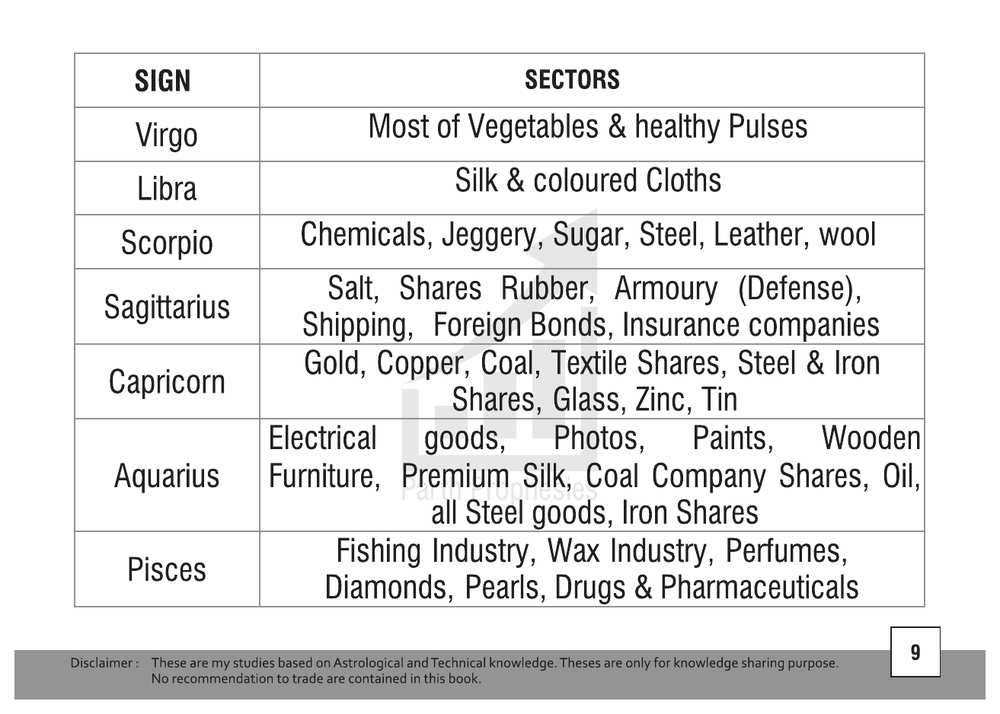 SIGN SECTORS
Virgo Most of Vegetables & healthy Pulses
Libra Silk & coloured Cloths
Scorpio Chemicals, Jeggery, Sugar, Steel, Leather, wool
Sagittarius Salt, Shares Rubber, Armoury (Defense),
Shipping, Foreign Bonds, Insurance companies
Capricorn Gold, Copper, Coal, Textile Shares, Steel & Iron
Shares, Glass, Zinc, Tin
Aquarius Electrical goods, Photos, Paints, Wooden
Furniture, Premium Silk, Coal Company Shares, Oil,
all Steel goods, Iron Shares
Parth Prophesies
Pisces Fishing Industry, Wax Industry, Perfumes,
Diamonds, Pearls, Drugs & Pharmaceuticals
Disclaimer : These are my studies based on Astrological and Technical knowledge. Theses are only for knowledge sharing purpose.
No recommendation to trade are contained in this book.
9